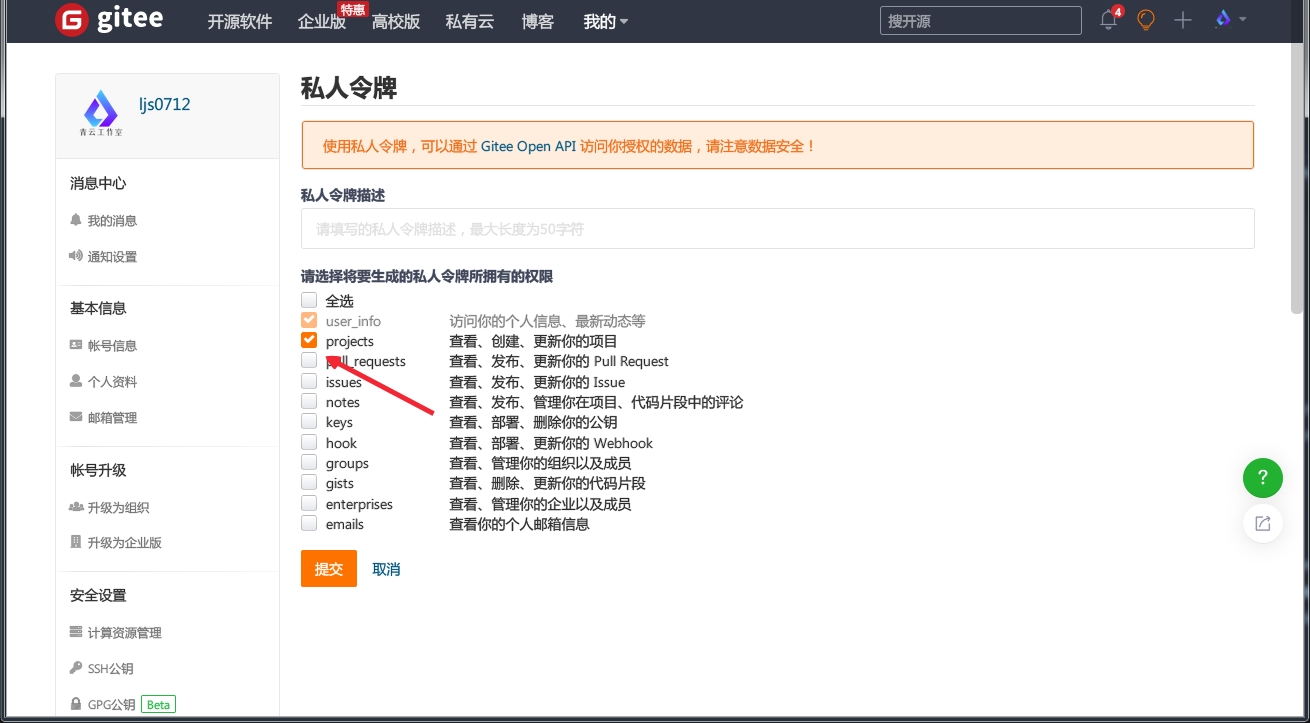 gitee
开源软件
企业版
特惠
高校版
私有云
博客
我的
搜开源
4
青云工作室
ljs0712
消息中心
我的消息
通知设置
基本信息
帐号信息
个人资料
邮箱管理
帐号升级
升级为组织
升级为企业版
安全设置
计算资源管理
SSH公钥
GPG公钥 Beta
私人令牌
使用私人令牌，可以通过 Gitee Open API 访问你授权的数据，请注意数据安全！
私人令牌描述
请填写的私人令牌描述，最大长度为50字符
请选择将要生成的私人令牌所拥有的权限
全选
user_info 访问你的个人信息、最新动态等
projects 查看、创建、更新你的项目
pull_requests 查看、发布、更新你的 Pull Request
issues 查看、发布、更新你的 Issue
notes 查看、发布、管理你在项目、代码片段中的评论
keys 查看、部署、删除你的公钥
hook 查看、部署、更新你的 Webhook
groups 查看、管理你的组织以及成员
gists 查看、删除、更新你的代码片段
enterprises 查看、管理你的企业以及成员
emails 查看你的个人邮箱信息
提交 取消
?